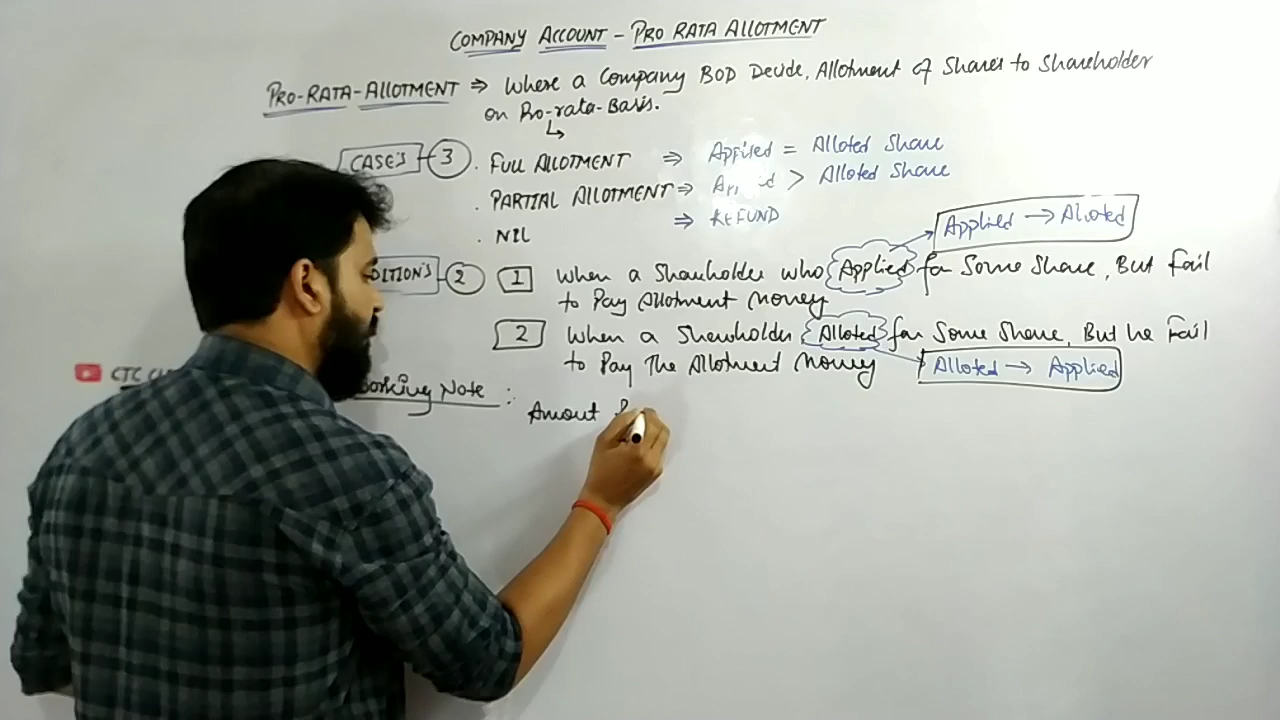 COMPANY ACCOUNT - PRO RATA ALLOTMENT
PRO-RATA-ALLOTMENT ⇒ Where a Company BOD Decide, Allotment of Shares to Shareholder
on Pro-rata-Basis.
CASE'S 3 . FULL ALLOTMENT ⇒ Applied = Alloted Share
. PARTIAL ALLOTMENT ⇒ > Alloted Share
. NIL ⇒ REFUND
Applied → Alloted
DITION'S 2 1 When a Shareholder who Applied for Some Share, But fail
to Pay Allotment Money
2 When a Shareholder Alloted for Some Share, But he Fail
to Pay The Allotment Money Alloted → Applied
CTC
Working Note :
Amout